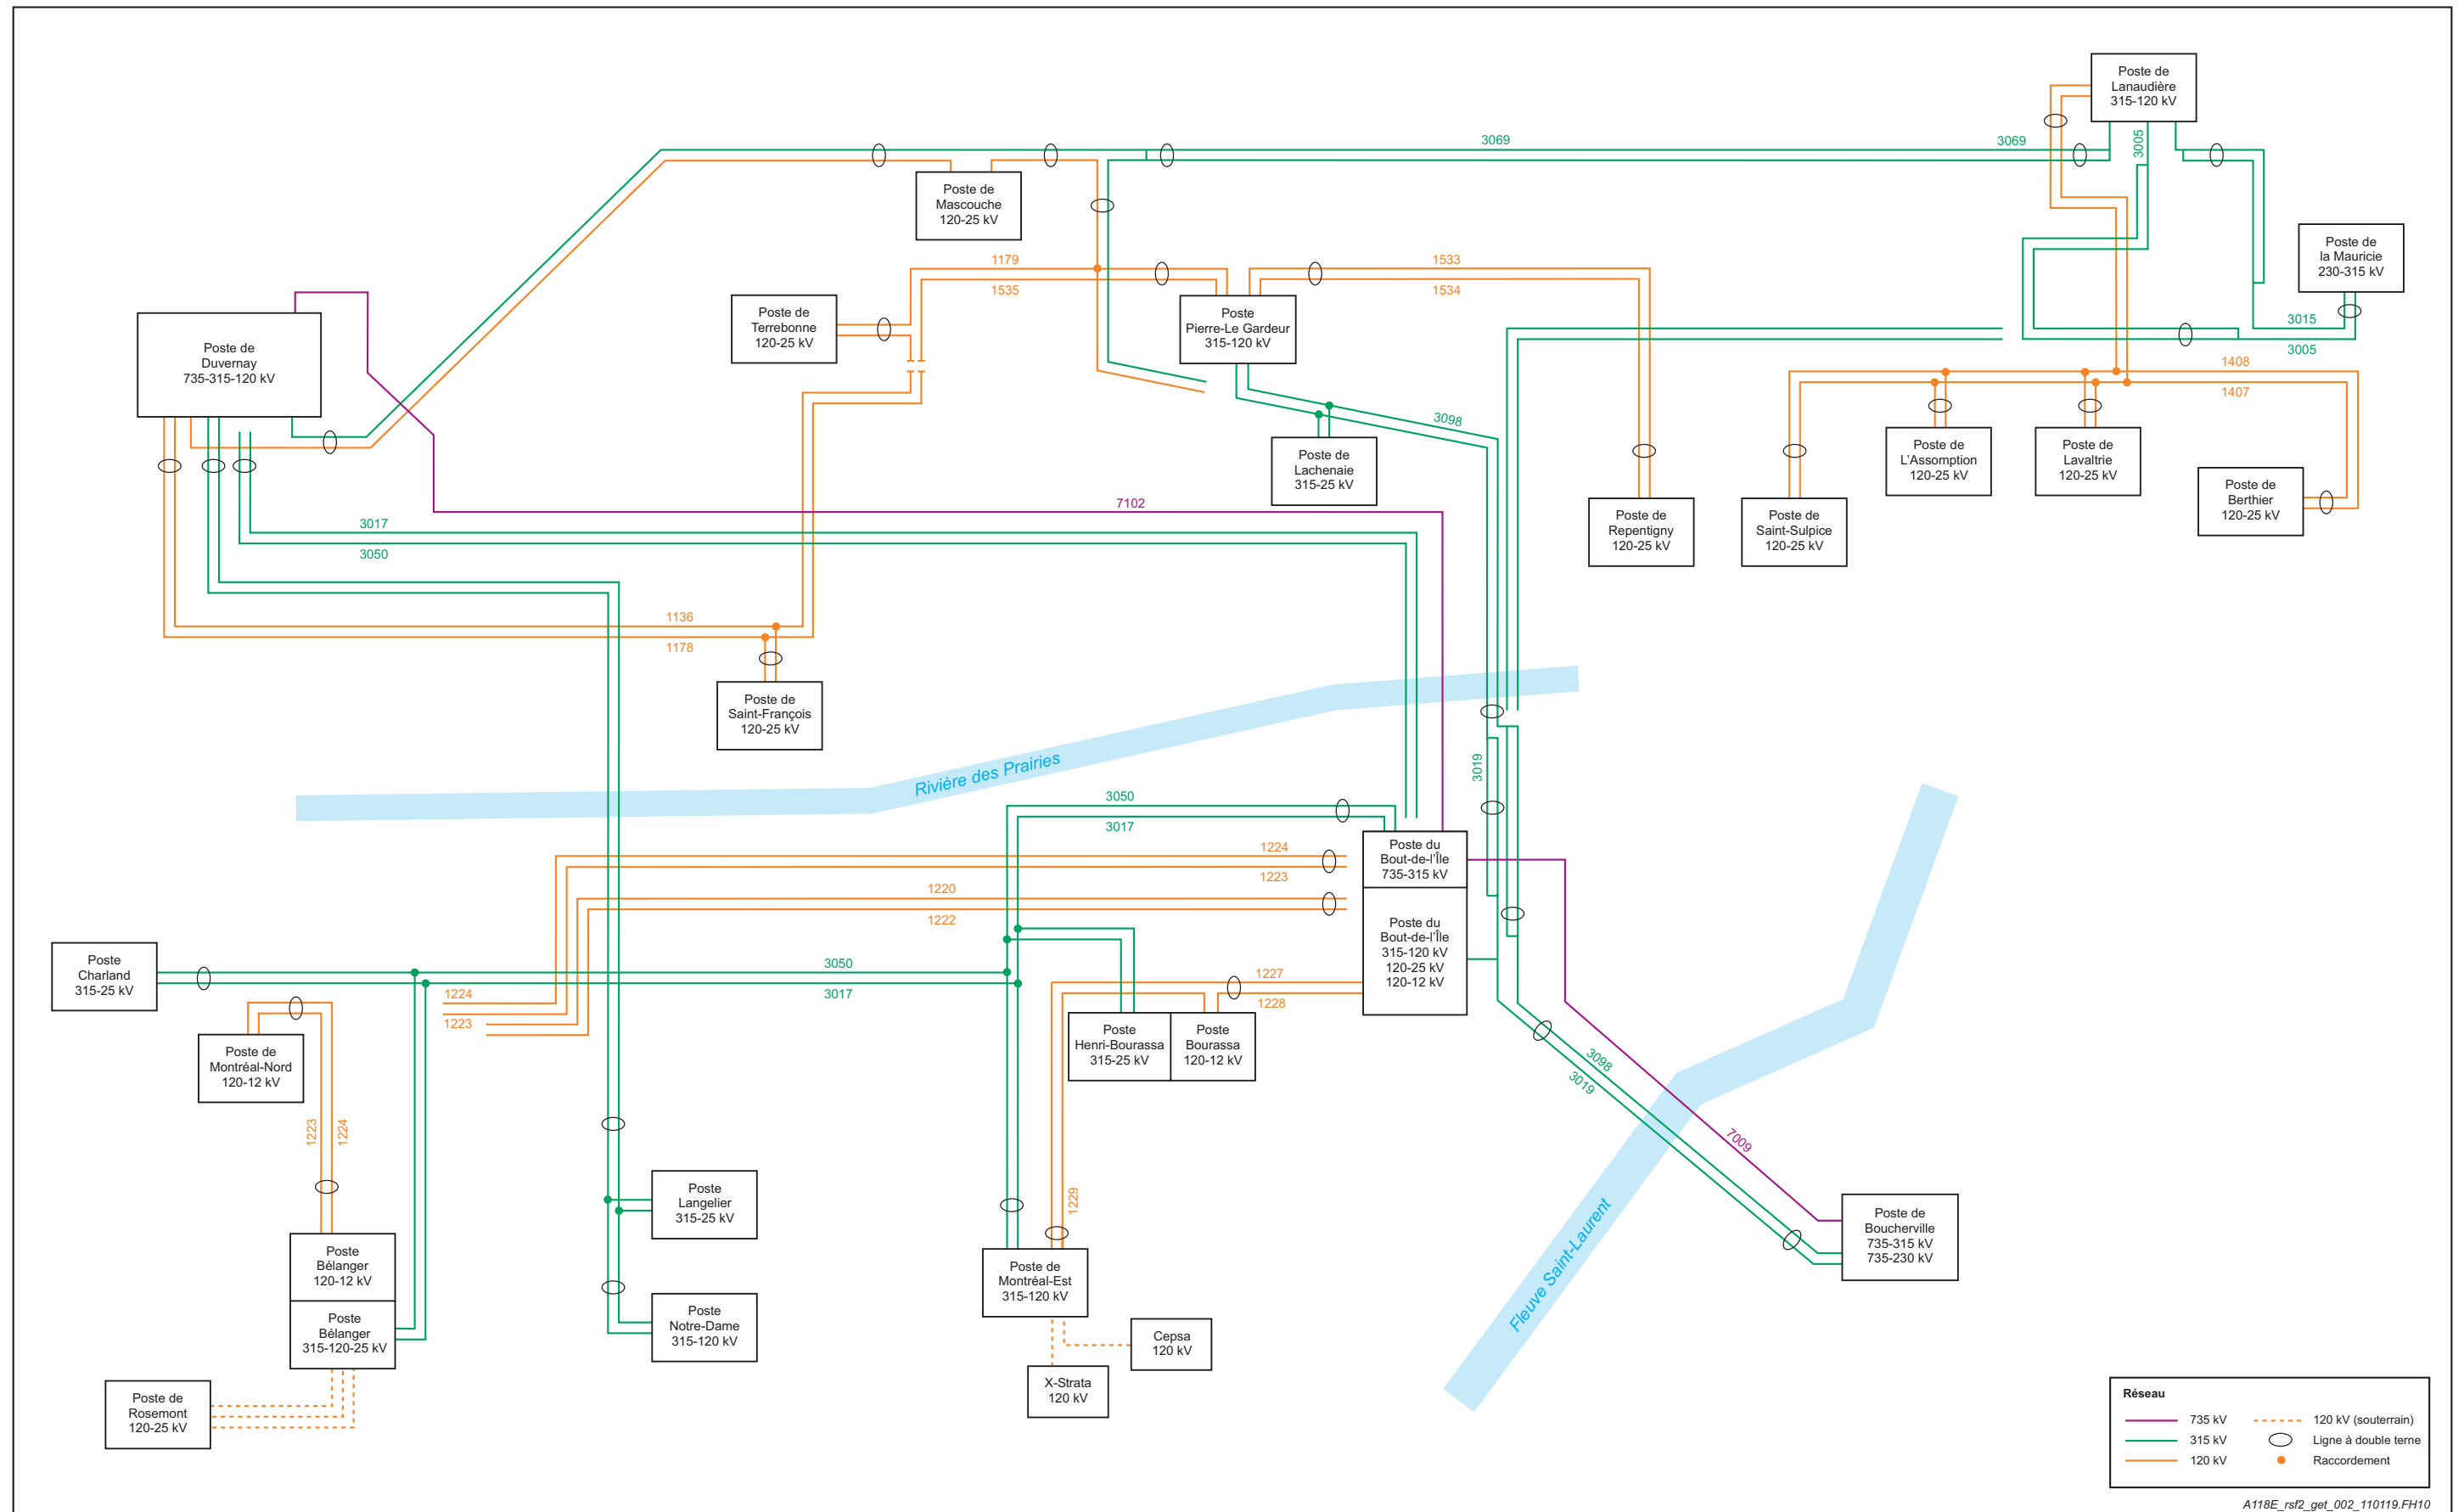 Poste de
Lanaudière
315-120 kV
3069
3069
3005
Poste de
Mascouche
120-25 kV
Poste de
la Mauricie
230-315 kV
1179
1535
1533
1534
Poste de
Terrebonne
120-25 kV
Poste
Pierre-Le Gardeur
315-120 kV
Poste de
Duvernay
735-315-120 kV
3015
3005
1408
1407
3098
Poste de
Lachenaie
315-25 kV
Poste de
L'Assomption
120-25 kV
Poste de
Lavaltrie
120-25 kV
Poste de
Berthier
120-25 kV
7102
Poste de
Repentigny
120-25 kV
Poste de
Saint-Sulpice
120-25 kV
3017
3050
1136
1178
Poste de
Saint-François
120-25 kV
Rivière des Prairies
3019
3050
3017
1224
1223
Poste du
Bout-de-l'Île
735-315 kV
1220
1222
Poste du
Bout-de-l'Île
315-120 kV
120-25 kV
120-12 kV
Poste
Charland
315-25 kV
3050
3017
1227
1228
1224
1223
Poste de
Montréal-Nord
120-12 kV
Poste
Henri-Bourassa
315-25 kV
Poste
Bourassa
120-12 kV
3098
3019
7009
1223
1224
Poste
Langelier
315-25 kV
1229
Fleuve Saint-Laurent
Poste de
Boucherville
735-315 kV
735-230 kV
Poste
Bélanger
120-12 kV
Poste de
Montréal-Est
315-120 kV
Poste
Bélanger
315-120-25 kV
Poste
Notre-Dame
315-120 kV
Cepsa
120 kV
X-Strata
120 kV
Poste de
Rosemont
120-25 kV
Réseau
735 kV
120 kV (souterrain)
315 kV
Ligne à double terne
120 kV
Raccordement
A118E_rsf2_get_002_110119.FH10